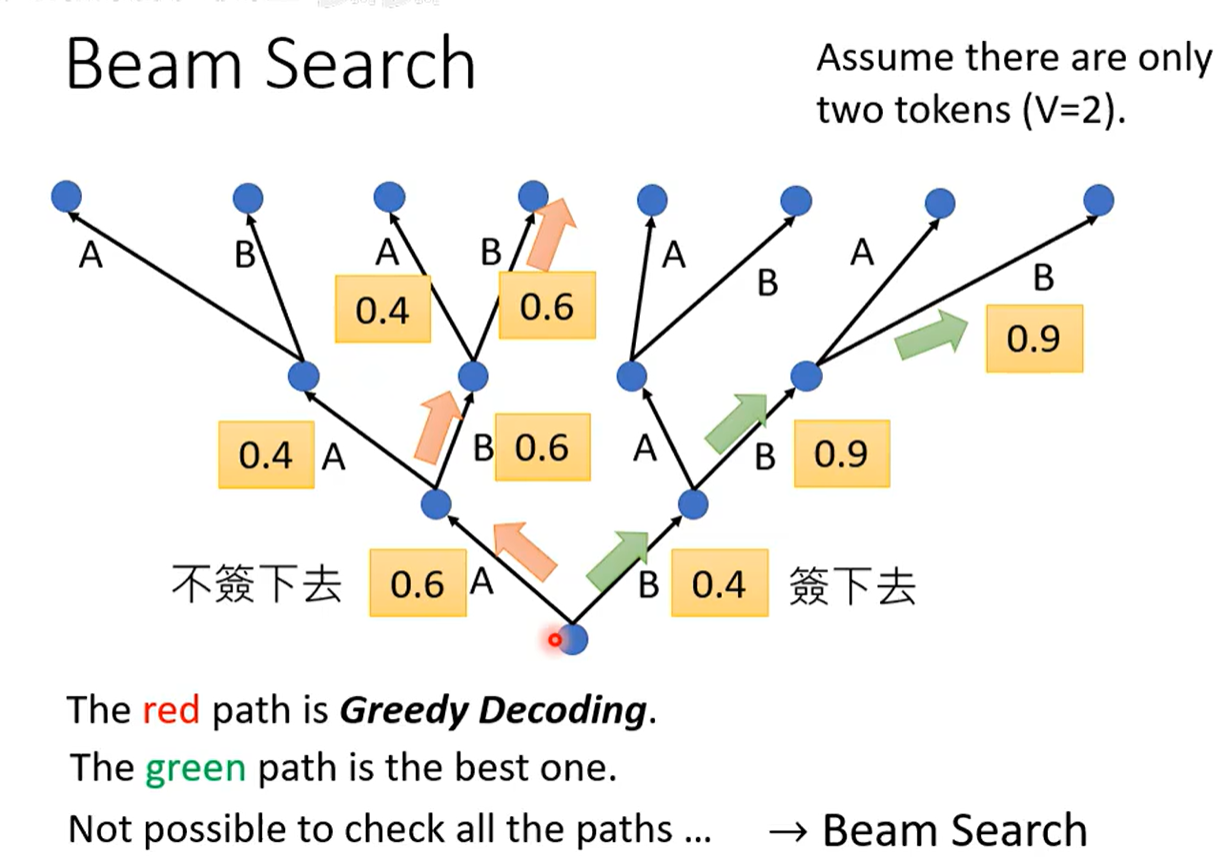 Beam Search
Assume there are only
two tokens (V=2).
A
B
A
B
A
B
A
B
0.4
0.6
0.9
0.4
A
B
0.6
A
B
0.9
不簽下去
0.6
A
B
0.4
簽下去
The red path is Greedy Decoding.
The green path is the best one.
Not possible to check all the paths ...
→ Beam Search